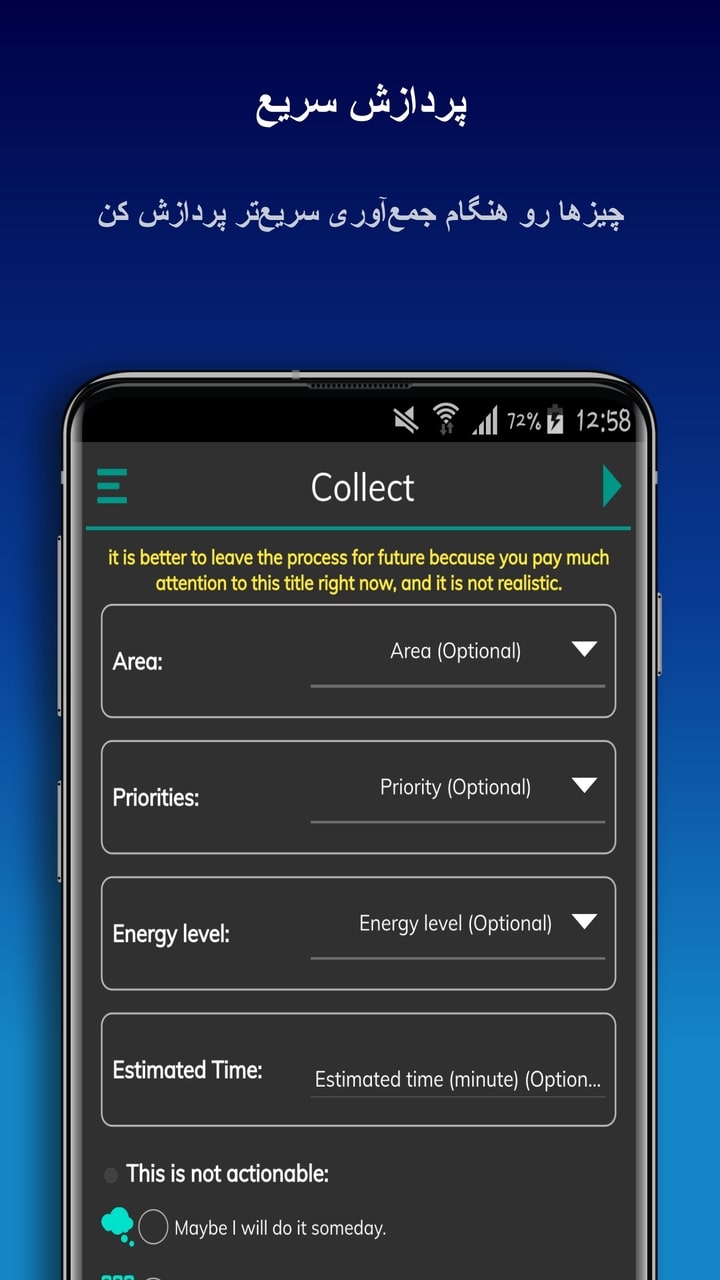 پردازش سریع
چیزها رو هنگام جمع‌آوری سریع‌تر پردازش کن
72% 12:58
Collect
it is better to leave the process for future because you pay much
attention to this title right now, and it is not realistic.
Area: Area (Optional)
Priorities: Priority (Optional)
Energy level: Energy level (Optional)
Estimated Time: Estimated time (minute) (Option...
This is not actionable:
Maybe I will do it someday.